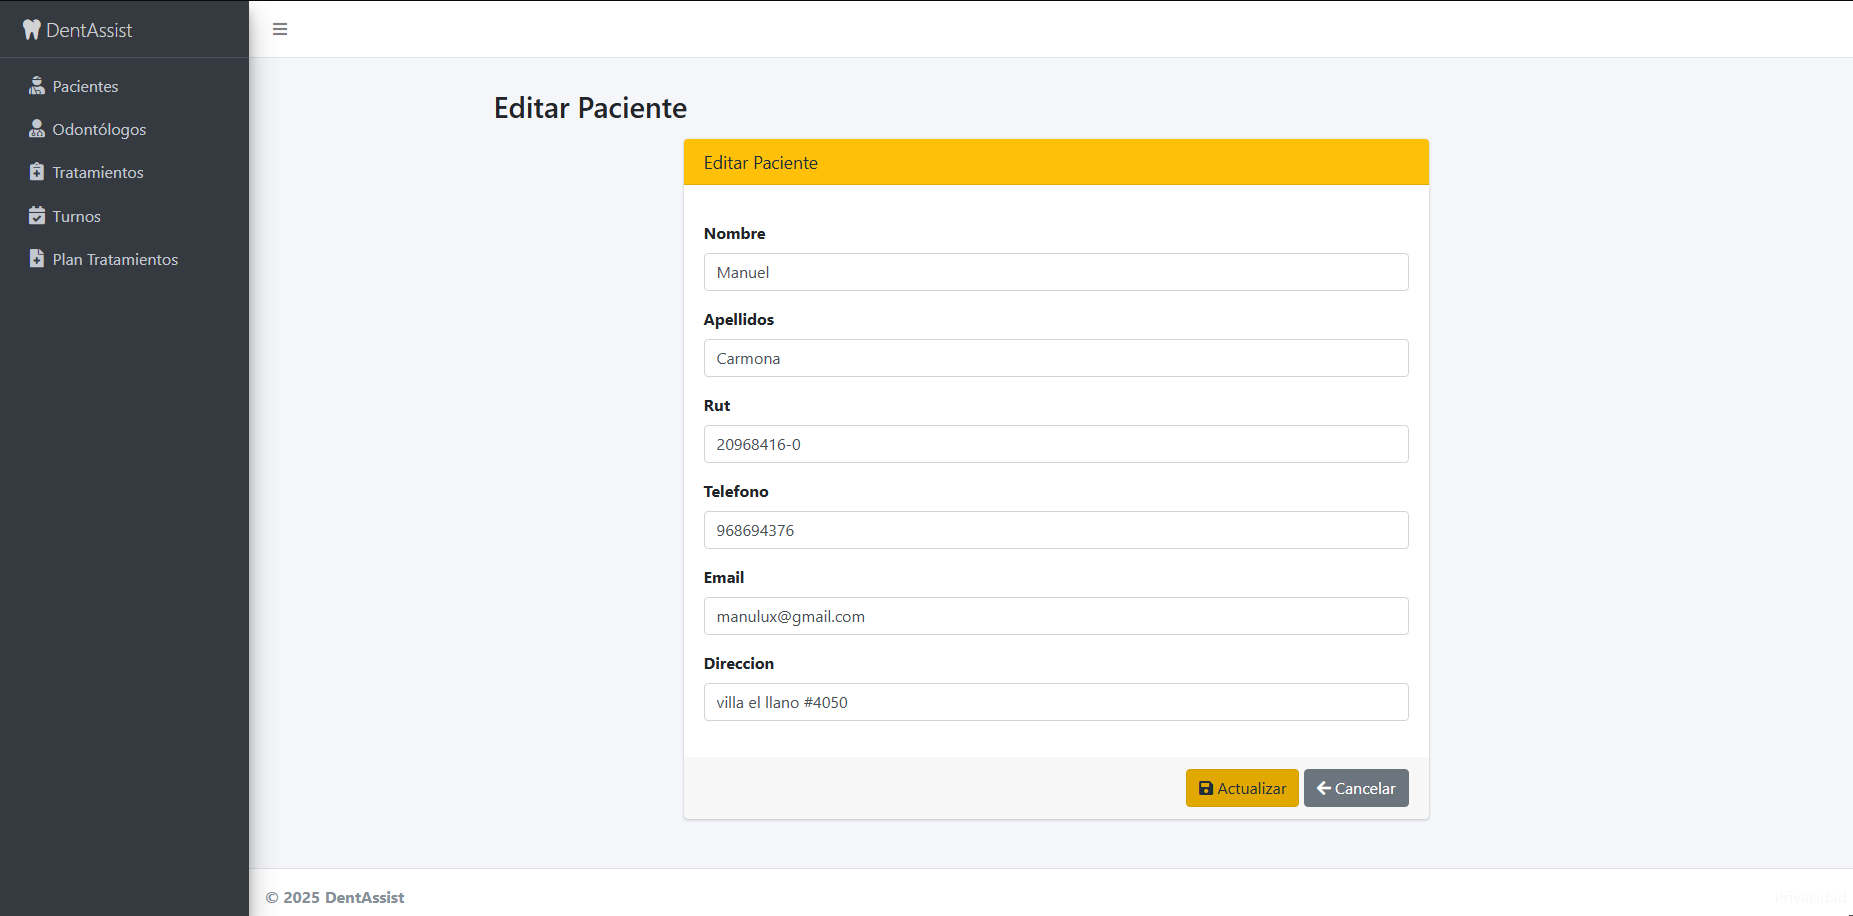 DentAssist
Pacientes
Odontólogos
Tratamientos
Turnos
Plan Tratamientos
Editar Paciente
Editar Paciente
Nombre
Manuel
Apellidos
Carmona
Rut
20968416-0
Telefono
968694376
Email
manulux@gmail.com
Direccion
villa el llano #4050
Actualizar Cancelar
© 2025 DentAssist
Privacidad